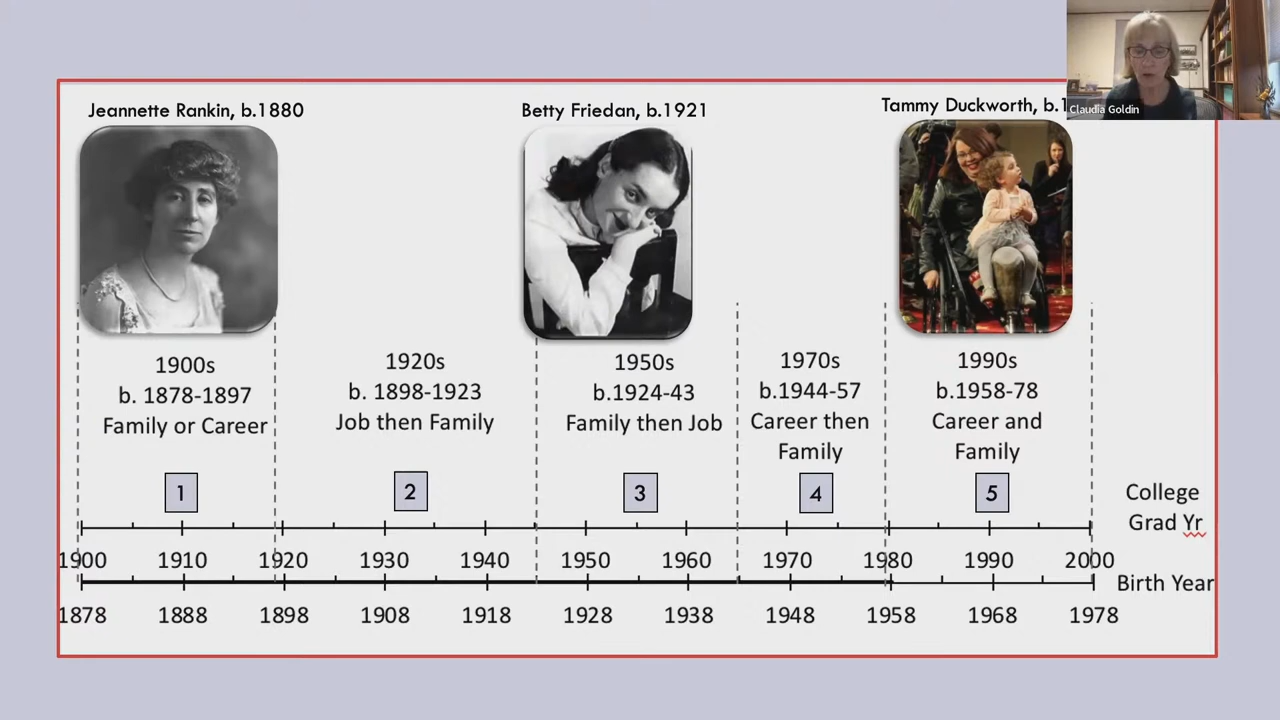 Jeannette Rankin, b.1880
Betty Friedan, b.1921
Tammy Duckworth, b.1
Claudia Goldin
1900s
b. 1878-1897
Family or Career
1920s
b. 1898-1923
Job then Family
1950s
b.1924-43
Family then Job
1970s
b.1944-57
Career then
Family
1990s
b.1958-78
Career and
Family
1
2
3
4
5
College
Grad Yr
1900 1910 1920 1930 1940 1950 1960 1970 1980 1990 2000
Birth Year
1878 1888 1898 1908 1918 1928 1938 1948 1958 1968 1978